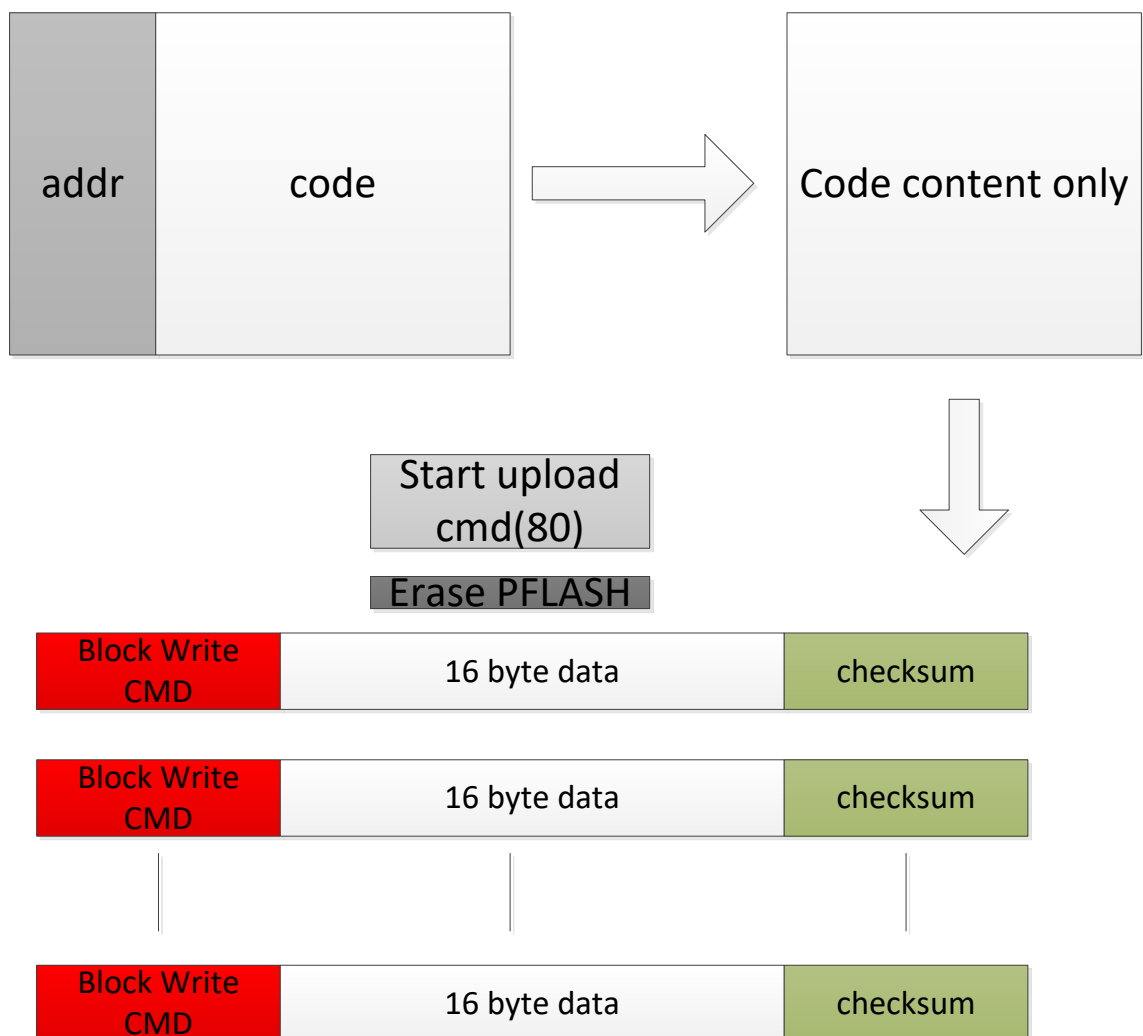 addr
code
Code content only
Start upload
cmd(80)
Erase PFLASH
Block Write
CMD
16 byte data
checksum
Block Write
CMD
16 byte data
checksum
Block Write
CMD
16 byte data
checksum